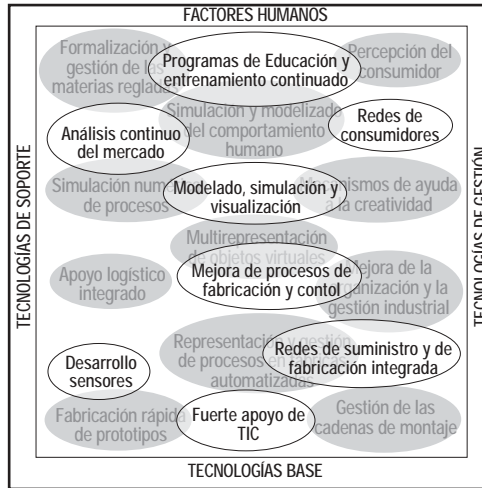 FACTORES HUMANOS
Formalización y
gestión de las
materias regladas
Programas de Educación y
entrenamiento continuado
Percepción del
consumidor
Simulación y modelizado
del comportamiento
humano
Análisis continuo
del mercado
Redes de
consumidores
TECNOLOGÍAS DE SOPORTE
TECNOLOGÍAS DE GESTIÓN
Simulación
de procesos
Modelado, simulación y
visualización
de ayuda
a la creatividad
Multirepresentación
de objetos virtuales
Apoyo logístico
integrado
Mejora de procesos de
fabricación y contol
Mejora de la
organización y la
gestión industrial
Representación y gestión
de procesos en fábricas
automatizadas
Redes de suministro y de
fabricación integrada
Desarrollo
sensores
Fabricación rápida
de prototipos
Fuerte apoyo de
TIC
Gestión de las
cadenas de montaje
TECNOLOGÍAS BASE